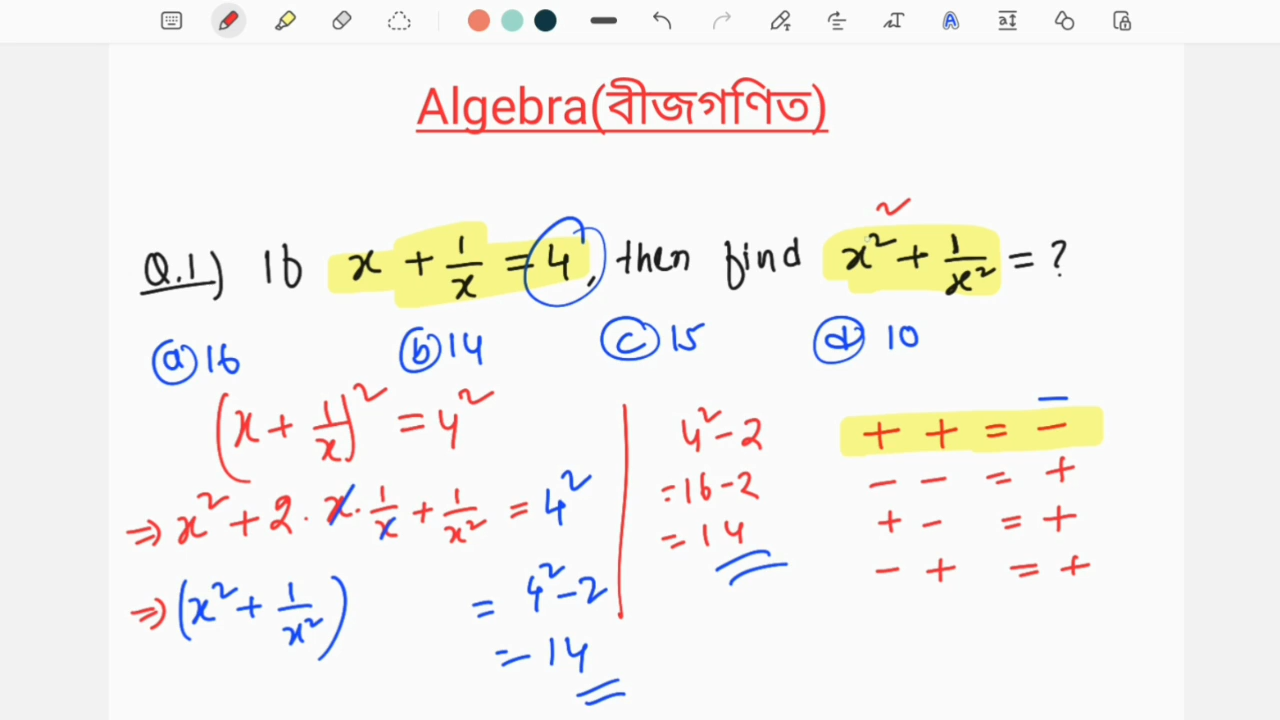 Algebra(বীজগণিত)
Q.1) If x + 1/x = 4, then find x² + 1/x² = ?
ⓐ 16 ⓑ 14 ⓒ 15 ⓓ 10
(x + 1/x)² = 4²
⇒ x² + 2 · x · 1/x + 1/x² = 4²
⇒ (x² + 1/x²) = 4² - 2
= 14
4² - 2
= 16 - 2
= 14
+ + = -
- - = +
+ - = +
- + = +